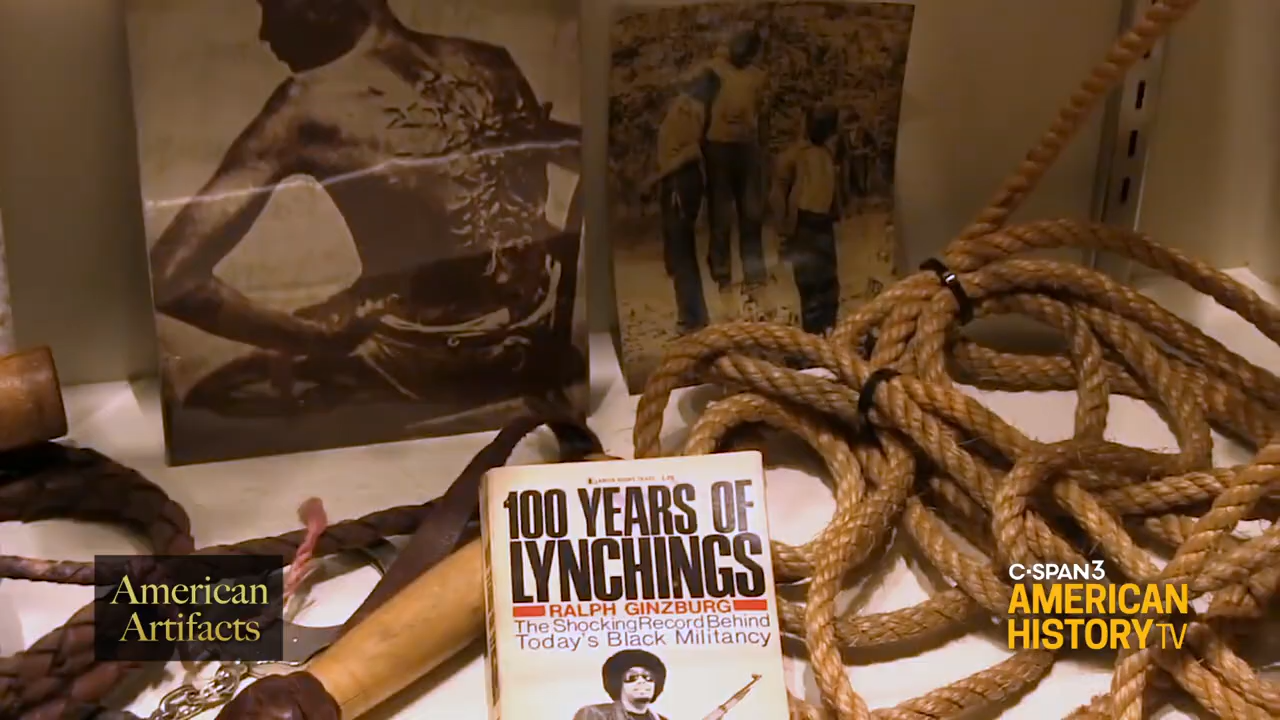 100 YEARS OF
LYNCHINGS
RALPH GINZBURG
The Shocking Record Behind
Today's Black Militancy
American
Artifacts
C-SPAN3
AMERICAN
HISTORY TV